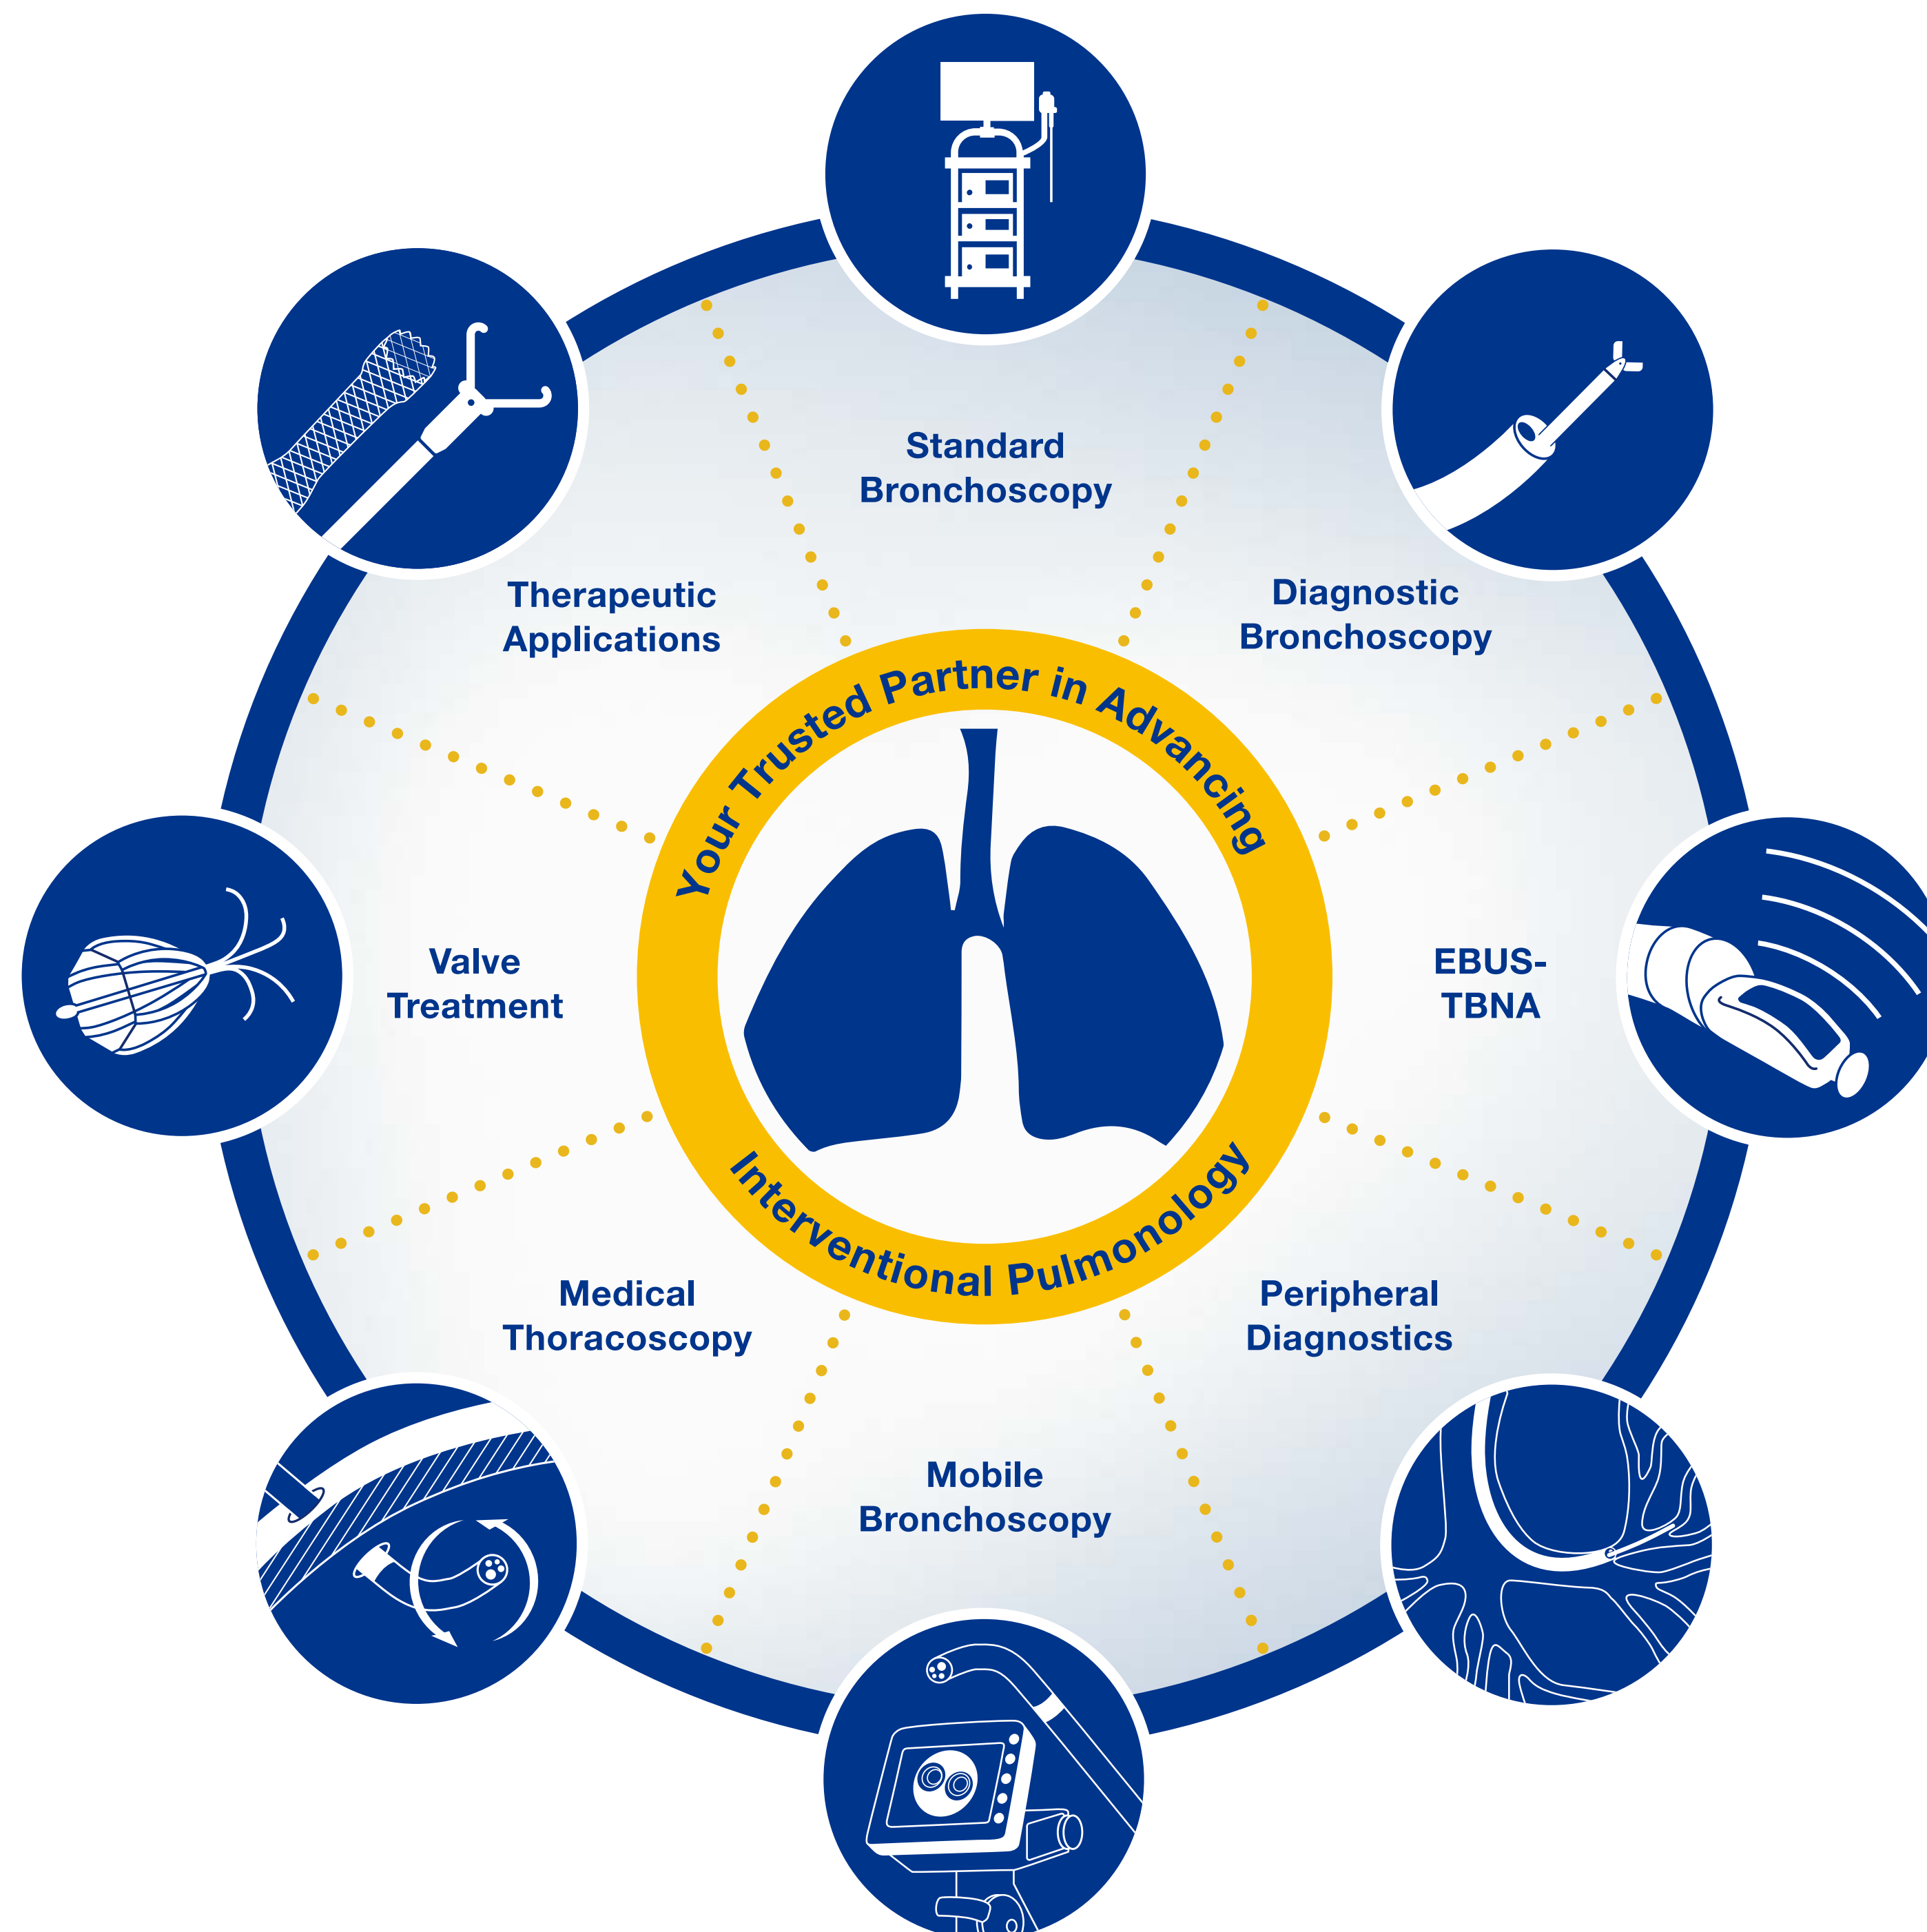 Standard
Bronchoscopy
Diagnostic
Bronchoscopy
EBUS-
TBNA
Peripheral
Diagnostics
Mobile
Bronchoscopy
Medical
Thoracoscopy
Valve
Treatment
Therapeutic
Applications
Your Trusted Partner in Advancing
Interventional Pulmonology